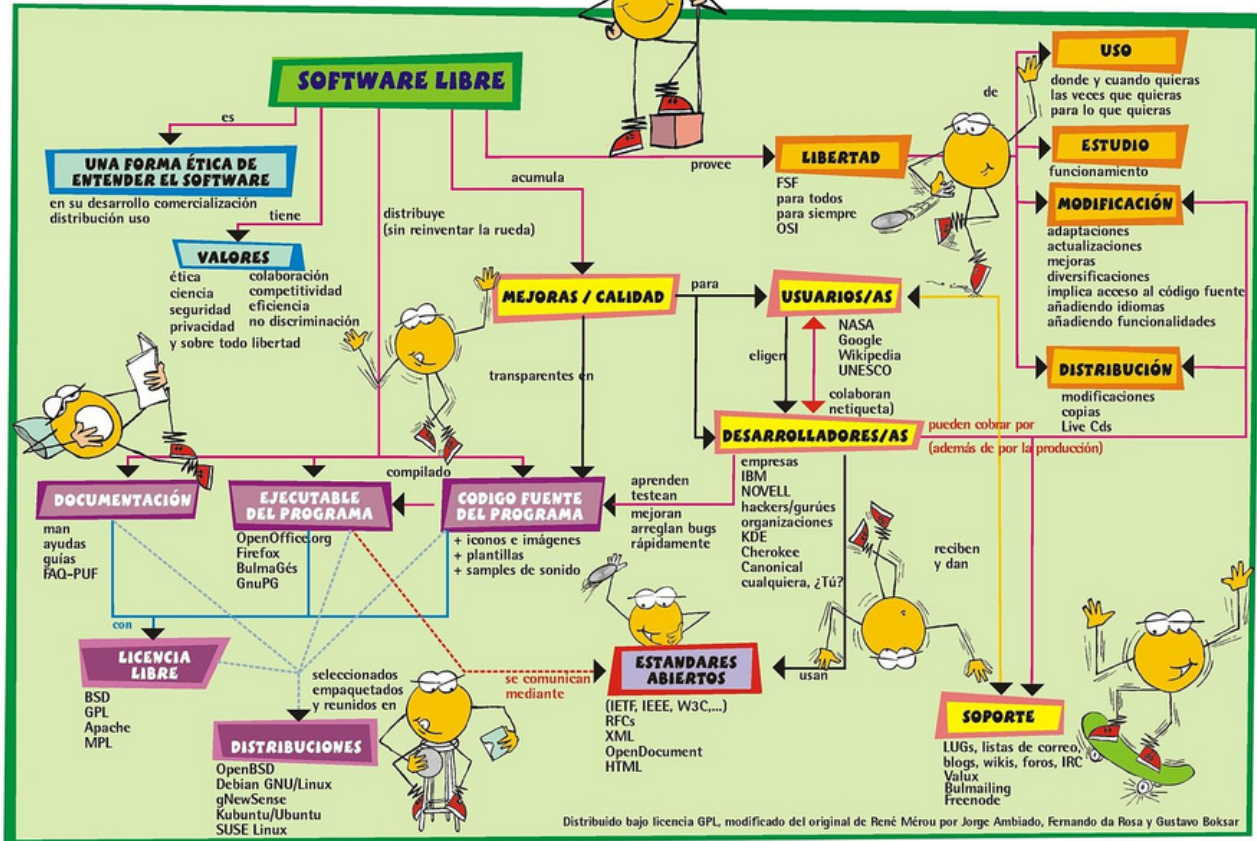 SOFTWARE LIBRE
es
UNA FORMA ÉTICA DE
ENTENDER EL SOFTWARE
en su desarrollo comercialización
distribución uso
tiene
VALORES
ética
ciencia
seguridad
privacidad
y sobre todo libertad
colaboración
competitividad
eficiencia
no discriminación
distribuye
(sin reinventar la rueda)
acumula
provee
LIBERTAD
FSF
para todos
para siempre
OSI
de
USO
donde y cuando quieras
las veces que quieras
para lo que quieras
ESTUDIO
funcionamiento
MODIFICACIÓN
adaptaciones
actualizaciones
mejoras
diversificaciones
implica acceso al código fuente
añadiendo idiomas
añadiendo funcionalidades
DISTRIBUCIÓN
modificaciones
copias
Live Cds
MEJORAS / CALIDAD
para
transparentes en
USUARIOS/AS
NASA
Google
Wikipedia
UNESCO
eligen
colaboran
netiqueta)
DESARROLLADORES/AS
pueden cobrar por
(además de por la producción)
empresas
IBM
NOVELL
hackers/gurúes
organizaciones
KDE
Cherokee
Canonical
cualquiera, ¿Tú?
aprenden
testean
mejoran
arreglan bugs
rápidamente
compilado
DOCUMENTACIÓN
man
ayudas
guías
FAQ-PUF
EJECUTABLE
DEL PROGRAMA
OpenOffice.org
Firefox
BulmaGés
GnuPG
CODIGO FUENTE
DEL PROGRAMA
+ iconos e imágenes
+ plantillas
+ samples de sonido
reciben
y dan
con
LICENCIA
LIBRE
BSD
GPL
Apache
MPL
seleccionados
empaquetados
y reunidos en
DISTRIBUCIONES
OpenBSD
Debian GNU/Linux
gNewSense
Kubuntu/Ubuntu
SUSE Linux
se comunican
mediante
ESTANDARES
ABIERTOS
(IETF, IEEE, W3C,...)
RFCs
XML
OpenDocument
HTML
usan
SOPORTE
LUGs, listas de correo,
blogs, wikis, foros, IRC
Valux
Bulmailing
Freenode
Distribuido bajo licencia GPL, modificado del original de René Mérou por Jorge Ambiado, Fernando da Rosa y Gustavo Boksar